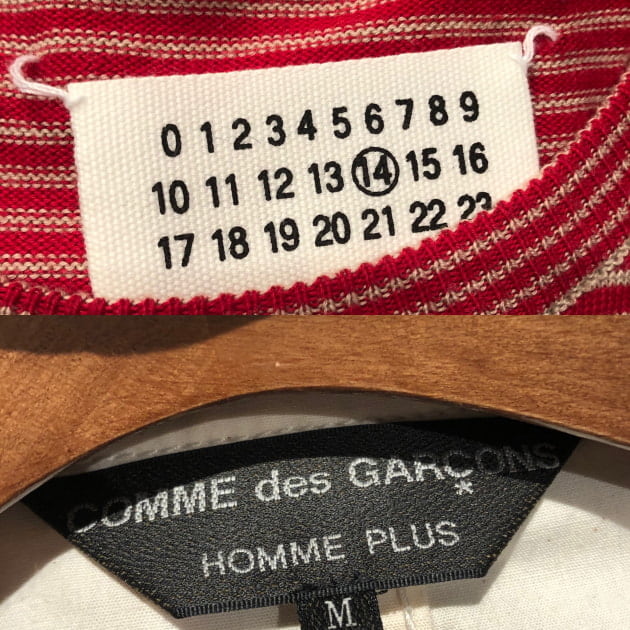 0 1 2 3 4 5 6 7 8 9
10 11 12 13 14 15 16
17 18 19 20 21 22 23
COMME des GARÇONS
HOMME PLUS
M